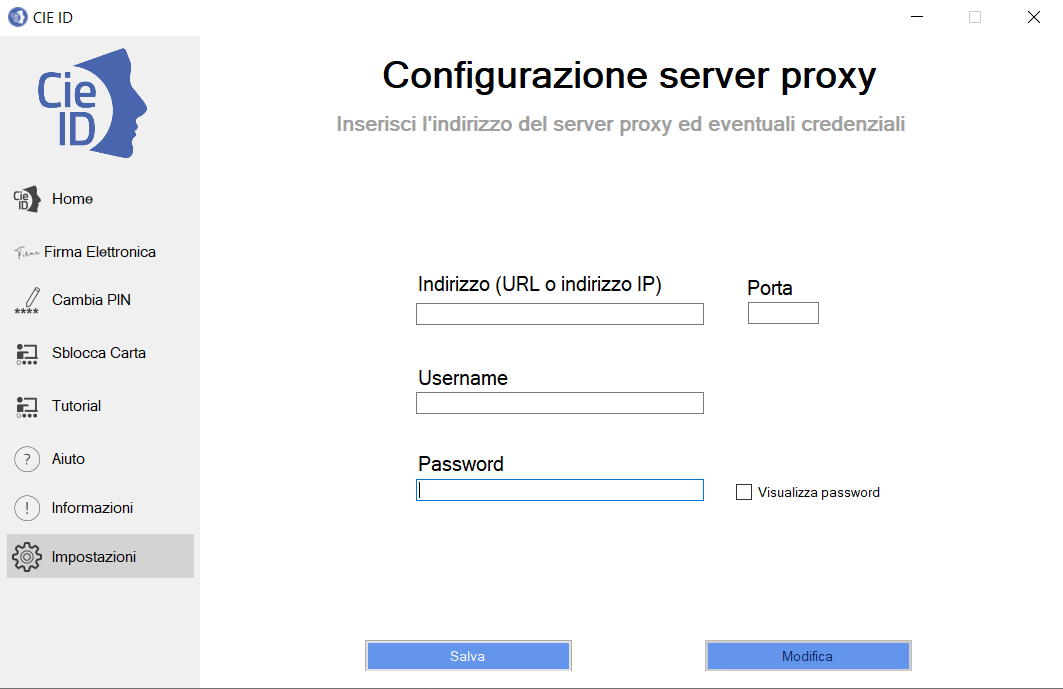 CIE ID
Cie
ID
Home
Firma Elettronica
Cambia PIN
Sblocca Carta
Tutorial
Aiuto
Informazioni
Impostazioni
Configurazione server proxy
Inserisci l'indirizzo del server proxy ed eventuali credenziali
Indirizzo (URL o indirizzo IP)
Porta
Username
Password
Visualizza password
Salva
Modifica